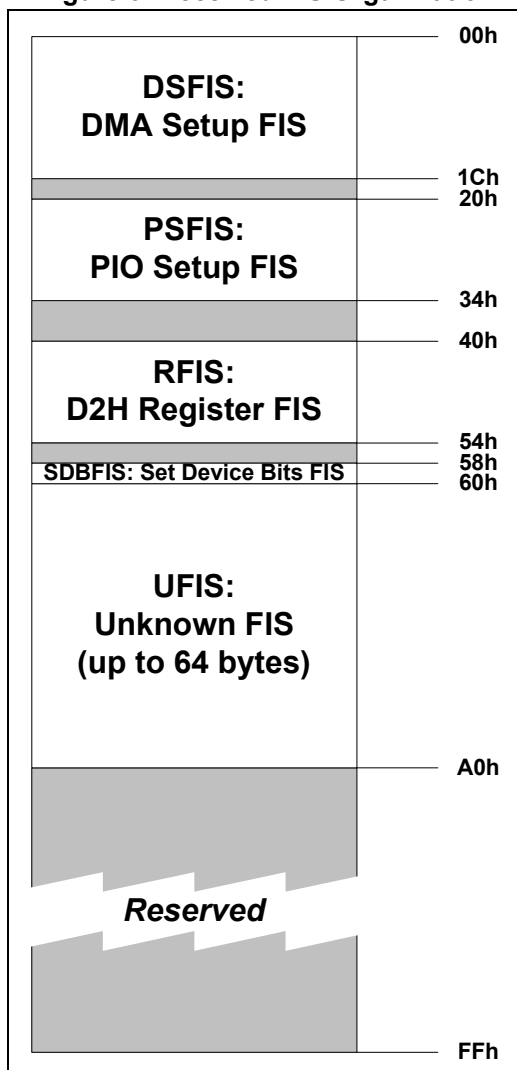 00h
DSFIS:
DMA Setup FIS
1Ch
20h
PSFIS:
PIO Setup FIS
34h
40h
RFIS:
D2H Register FIS
54h
58h
SDBFIS: Set Device Bits FIS
60h
UFIS:
Unknown FIS
(up to 64 bytes)
A0h
Reserved
FFh